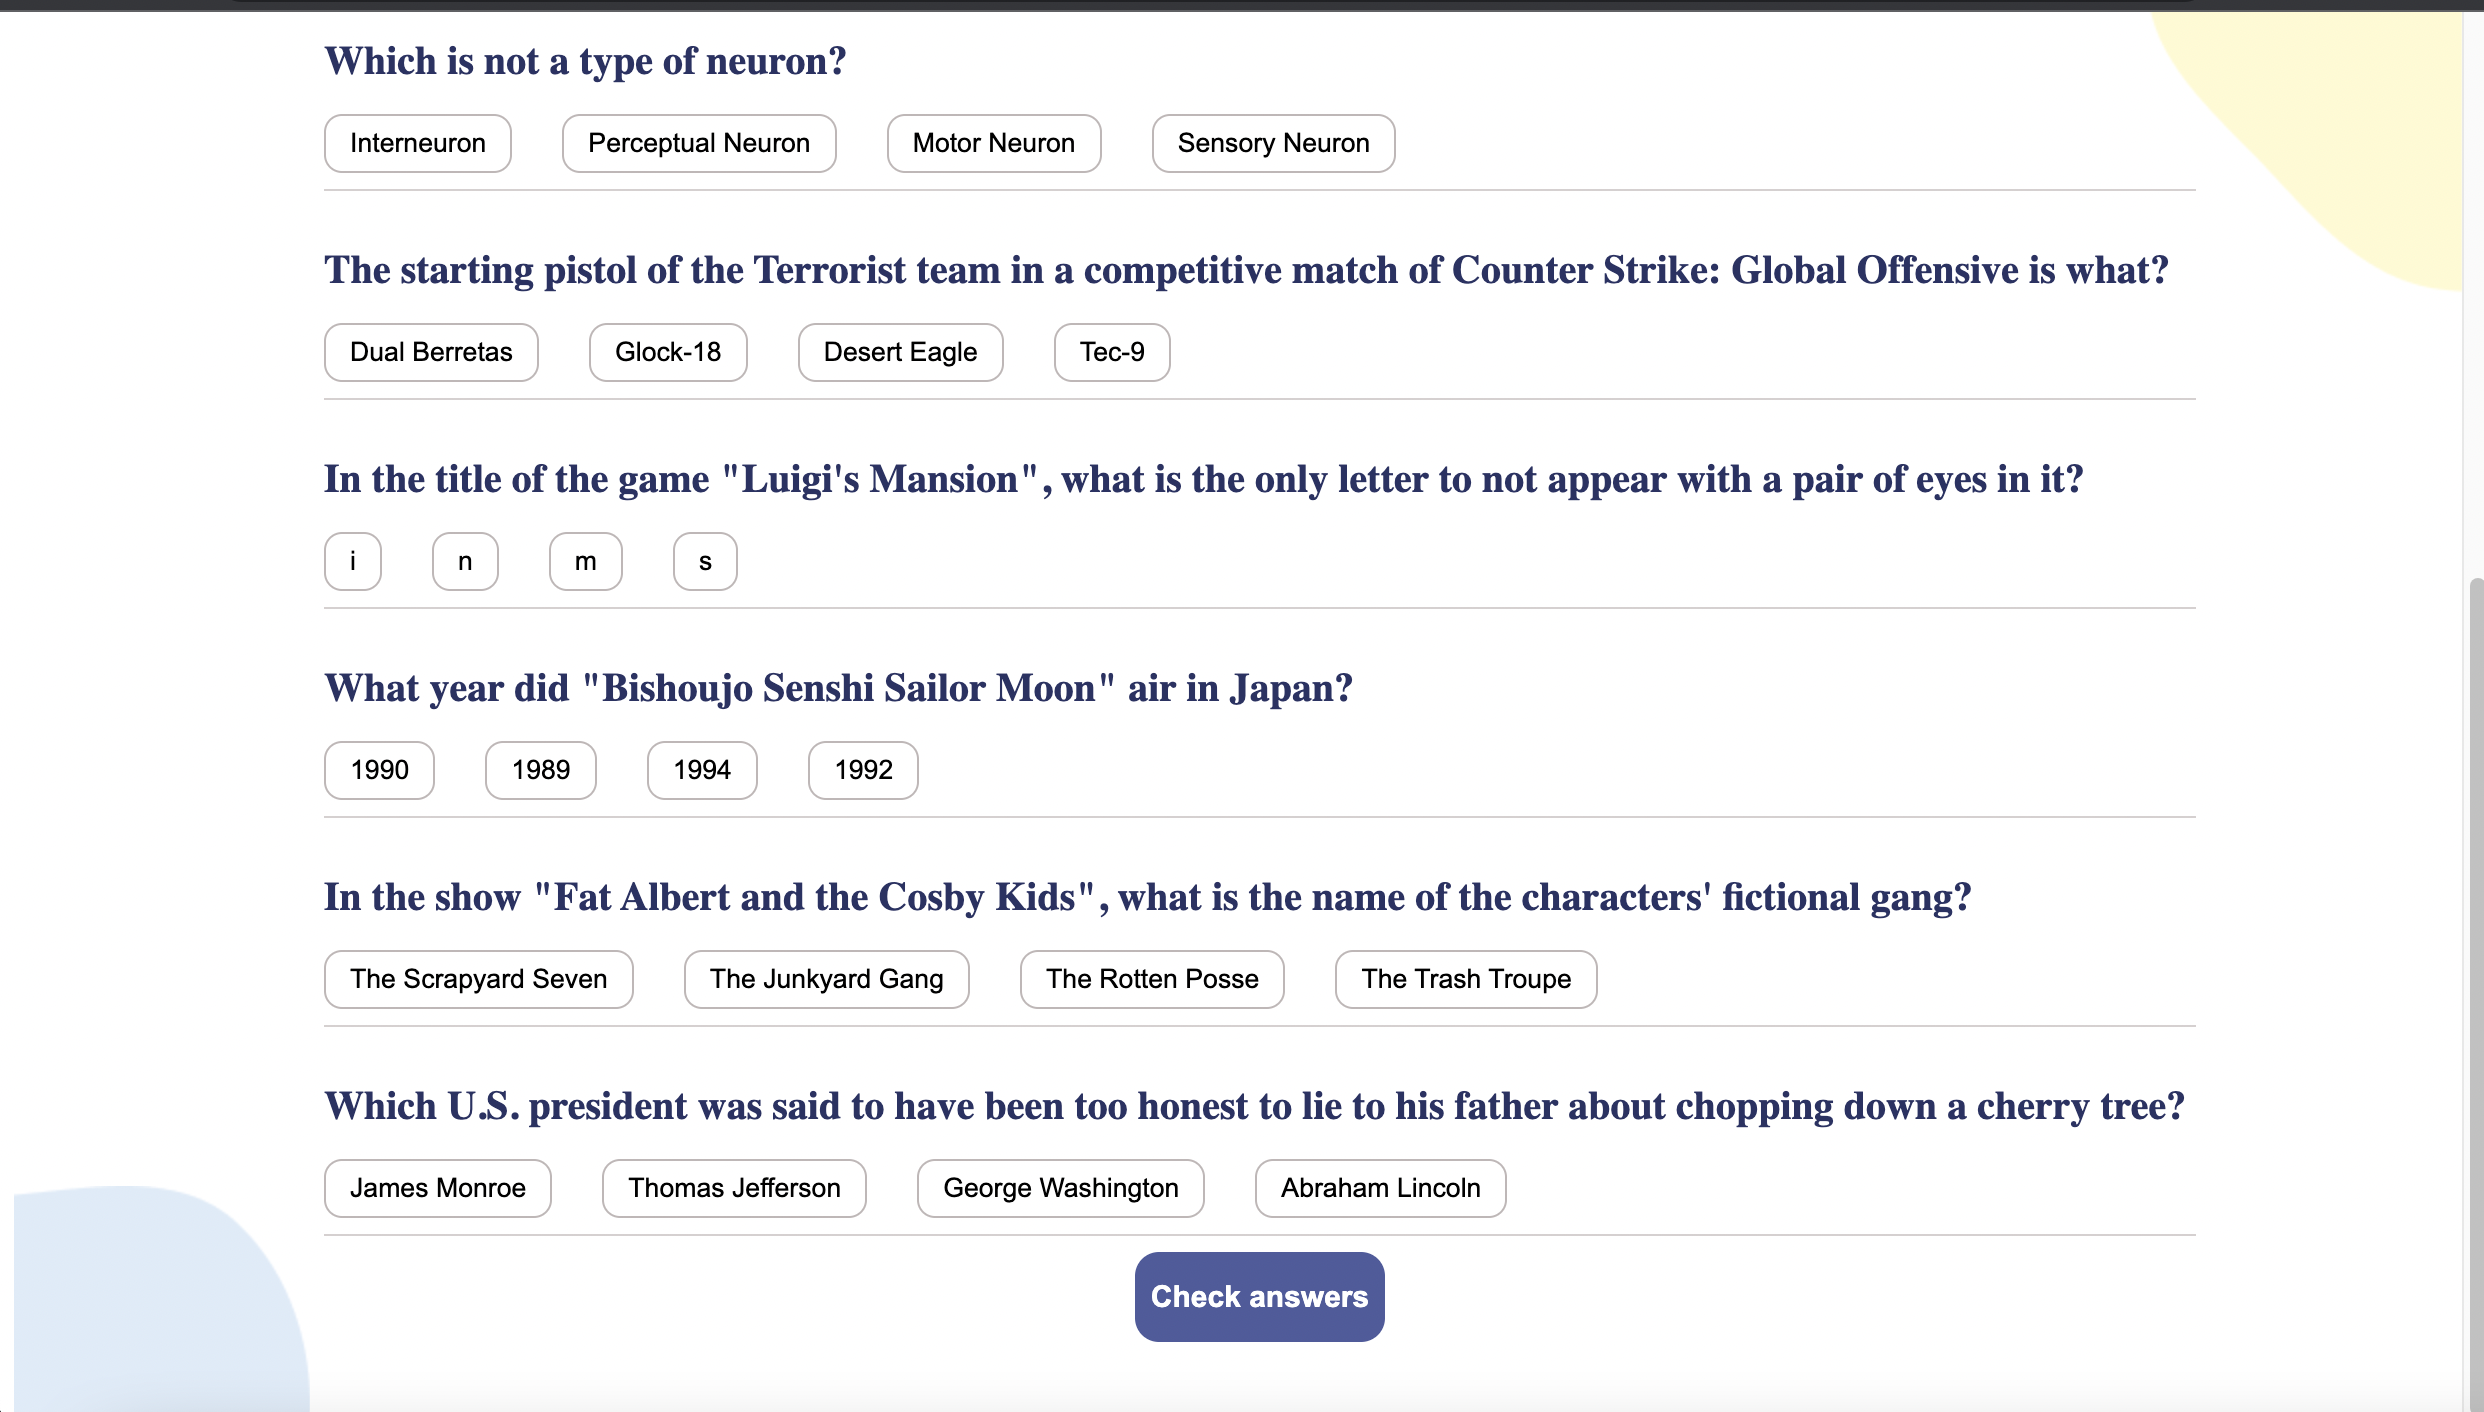 Which is not a type of neuron?
Interneuron Perceptual Neuron Motor Neuron Sensory Neuron
The starting pistol of the Terrorist team in a competitive match of Counter Strike: Global Offensive is what?
Dual Berretas Glock-18 Desert Eagle Tec-9
In the title of the game "Luigi's Mansion", what is the only letter to not appear with a pair of eyes in it?
i n m s
What year did "Bishoujo Senshi Sailor Moon" air in Japan?
1990 1989 1994 1992
In the show "Fat Albert and the Cosby Kids", what is the name of the characters' fictional gang?
The Scrapyard Seven The Junkyard Gang The Rotten Posse The Trash Troupe
Which U.S. president was said to have been too honest to lie to his father about chopping down a cherry tree?
James Monroe Thomas Jefferson George Washington Abraham Lincoln
Check answers